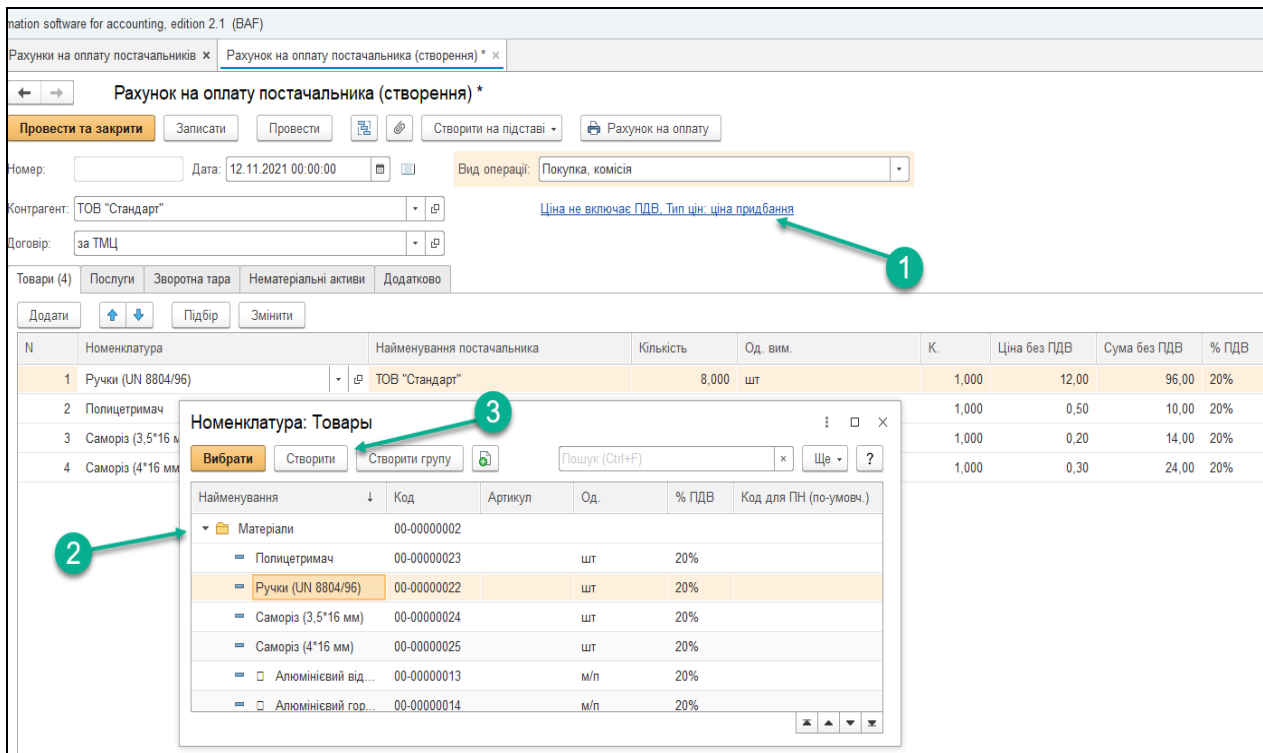 mation software for accounting, edition 2.1 (BAF)
Рахунки на оплату постачальників × Рахунок на оплату постачальника (створення) * ×
Рахунок на оплату постачальника (створення) *
Провести та закрити Записати Провести Створити на підставі Рахунок на оплату
Номер: Дата: 12.11.2021 00:00:00 Вид операції: Покупка, комісія
Контрагент: ТОВ "Стандарт" Ціна не включає ПДВ, Тип цін: ціна придбання
Договір: за ТМЦ
1
Товари (4) Послуги Зворотна тара Нематеріальні активи Додатково
Додати Підбір Змінити
N Номенклатура Найменування постачальника Кількість Од. вим. К. Ціна без ПДВ Сума без ПДВ % ПДВ
1 Ручки (UN 8804/96) ТОВ "Стандарт" 8,000 шт 1,000 12,00 96,00 20%
2 Полицетримач 1,000 0,50 10,00 20%
3 Саморіз (3,5*16 м 1,000 0,20 14,00 20%
4 Саморіз (4*16 мм 1,000 0,30 24,00 20%
Номенклатура: Товары
3
Вибрати Створити Створити групу Пошук (Ctrl+F) × Ще ?
Найменування ↓ Код Артикул Од. % ПДВ Код для ПН (по-умовч.)
2
Матеріали 00-00000002
Полицетримач 00-00000023 шт 20%
Ручки (UN 8804/96) 00-00000022 шт 20%
Саморіз (3,5*16 мм) 00-00000024 шт 20%
Саморіз (4*16 мм) 00-00000025 шт 20%
Алюмінієвий від... 00-00000013 м/п 20%
Алюмінієвий гор... 00-00000014 м/п 20%